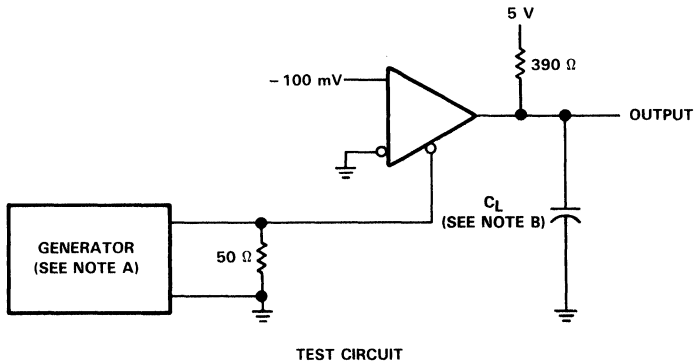 5 V
390 Ω
− 100 mV
OUTPUT
CL
(SEE NOTE B)
GENERATOR
(SEE NOTE A)
50 Ω
TEST CIRCUIT